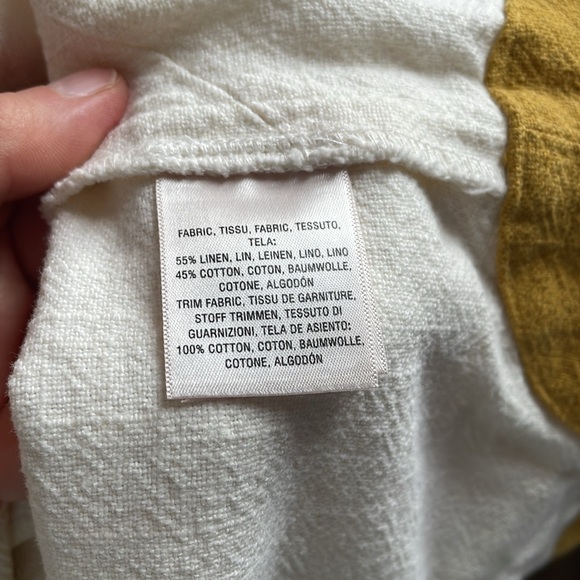 FABRIC, TISSU, FABRIC, TESSUTO,
TELA:
55% LINEN, LIN, LEINEN, LINO, LINO
45% COTTON, COTON, BAUMWOLLE,
COTONE, ALGODÓN
TRIM FABRIC, TISSU DE GARNITURE,
STOFF TRIMMEN, TESSUTO DI
GUARNIZIONI, TELA DE ASIENTO:
100% COTTON, COTON, BAUMWOLLE,
COTONE, ALGODÓN